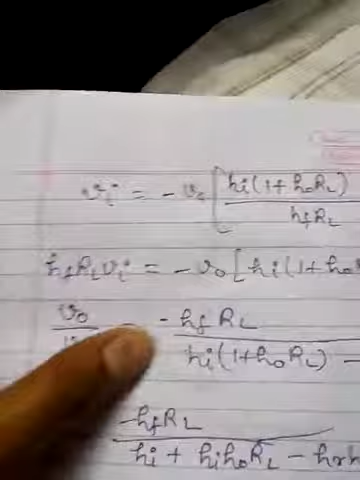 vi = - vo [ hi(1+hoRL) / hfRL
hfRLvi = - vo [ hi(1+ho
vo = - hfRL / hi(1+hoRL) -
-hfRL / hi + hihoRL - hrh